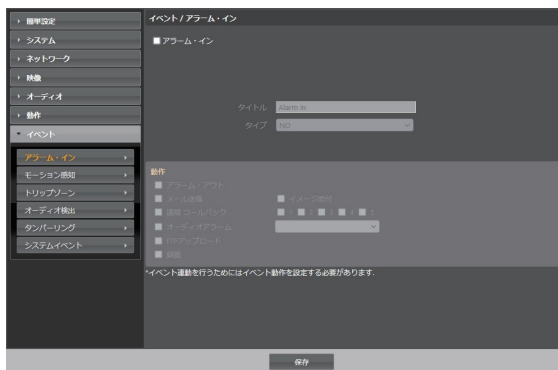 簡単設定
システム
ネットワーク
映像
オーディオ
動作
イベント
アラーム・イン
モーション感知
トリップゾーン
オーディオ検出
タンパーリング
システムイベント
イベント / アラーム・イン
アラーム・イン
タイトル Alarm In
タイプ NO
動作
アラーム・アウト
メール送信 イメージ添付
遠隔 コールバック 1 2 3 4 5
オーディオアラーム
FTPアップロード
録画
*イベント連動を行うためにはイベント動作を設定する必要があります.
保存